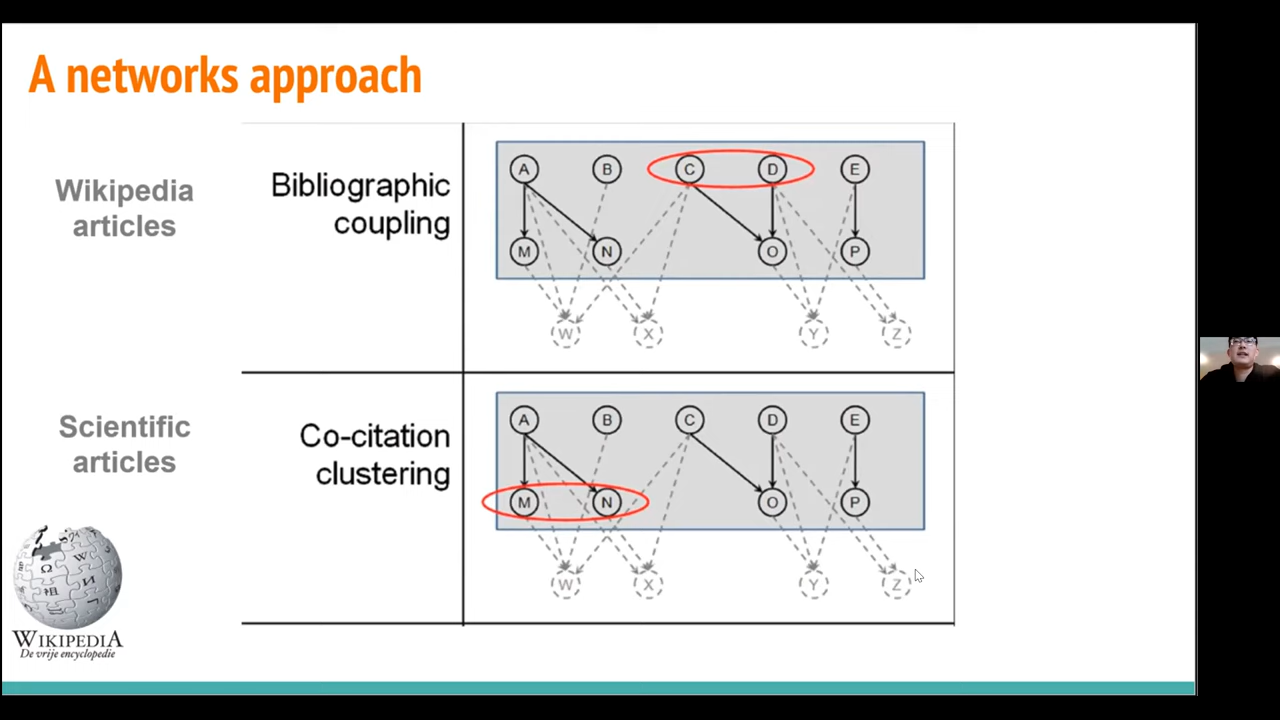 A networks approach
Wikipedia
articles
Bibliographic
coupling
A B C D E
M N O P
W X Y Z
Scientific
articles
Co-citation
clustering
A B C D E
M N O P
W X Y Z
WIKIPEDIA
De vrije encyclopedie